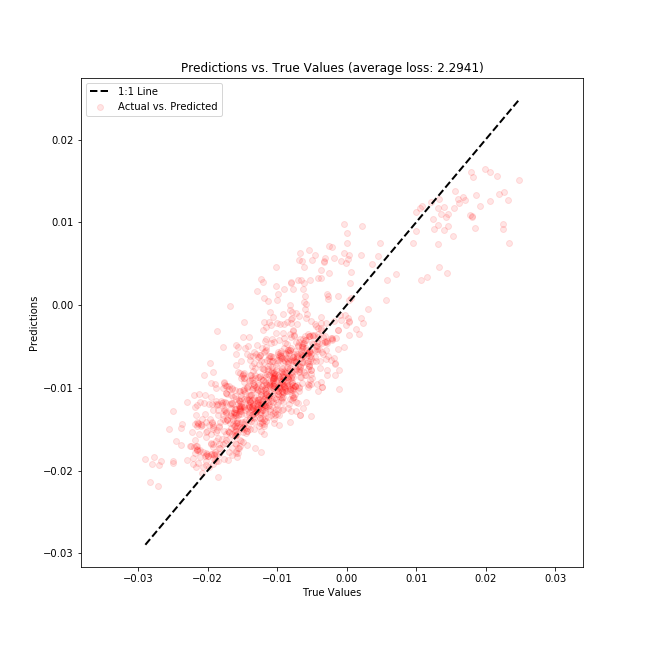 Predictions vs. True Values (average loss: 2.2941)
1:1 Line
Actual vs. Predicted
0.02
0.01
0.00
−0.01
−0.02
−0.03
Predictions
−0.03 −0.02 −0.01 0.00 0.01 0.02 0.03
True Values